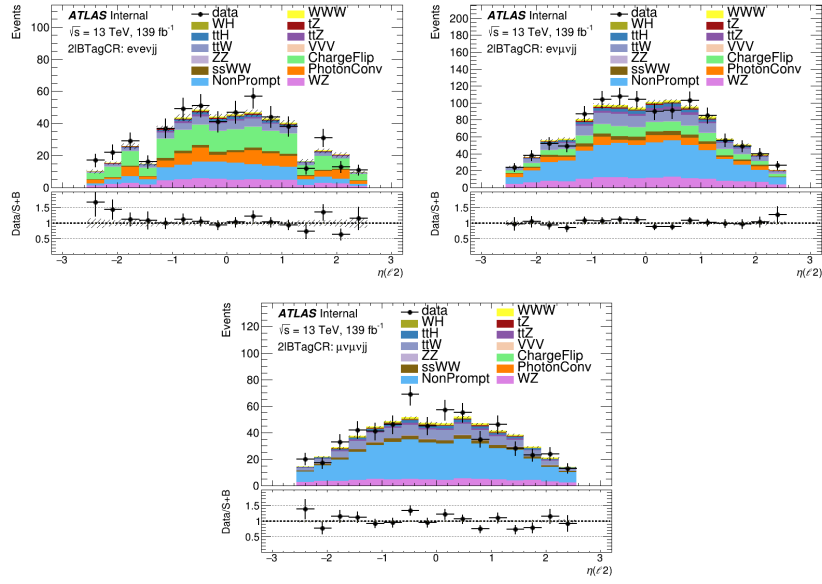 Events
ATLAS Internal
√s = 13 TeV, 139 fb⁻¹
2lBTagCR: eνeνjj
data
WH
ttH
ttW
ZZ
ssWW
NonPrompt
WWW
tZ
ttZ
VVV
ChargeFlip
PhotonConv
WZ
100
80
60
40
20
0
Data/S+B
1.5
1
0.5
−3 −2 −1 0 1 2 3
η(ℓ2)
Events
ATLAS Internal
√s = 13 TeV, 139 fb⁻¹
2lBTagCR: eνμνjj
data
WH
ttH
ttW
ZZ
ssWW
NonPrompt
WWW
tZ
ttZ
VVV
ChargeFlip
PhotonConv
WZ
200
180
160
140
120
100
80
60
40
20
0
Data/S+B
1.5
1
0.5
−3 −2 −1 0 1 2 3
η(ℓ2)
Events
ATLAS Internal
√s = 13 TeV, 139 fb⁻¹
2lBTagCR: μνμνjj
data
WH
ttH
ttW
ZZ
ssWW
NonPrompt
WWW
tZ
ttZ
VVV
ChargeFlip
PhotonConv
WZ
120
100
80
60
40
20
0
Data/S+B
1.5
1
0.5
−3 −2 −1 0 1 2 3
η(ℓ2)